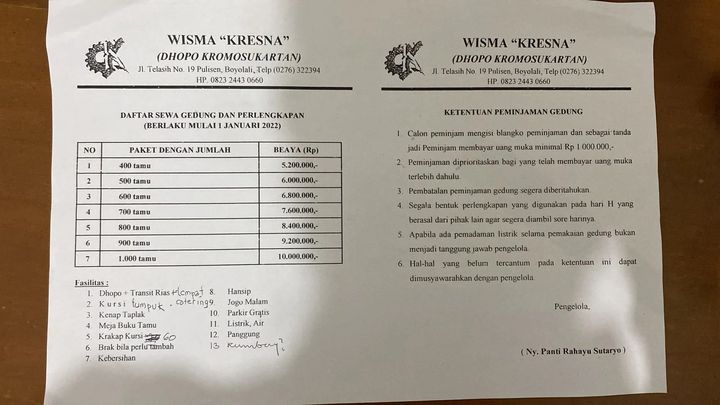 WISMA “KRESNA”
(DHOPO KROMOSUKARTAN)
Jl. Telasih No. 19 Pulisen, Boyolali, Telp (0276) 322394
HP. 0823 2443 0660
DAFTAR SEWA GEDUNG DAN PERLENGKAPAN
(BERLAKU MULAI 1 JANUARI 2022)
NO PAKET DENGAN JUMLAH BEAYA (Rp)
1 400 tamu 5.200.000,-
2 500 tamu 6.000,000,-
3 600 tamu 6.800.000,-
4 700 tamu 7.600.000,-
5 800 tamu 8.400.000,-
6 900 tamu 9.200.000,-
7 1.000 tamu 10.000.000,-
Fasilitas :
1. Dhopo + Transit Rias + tempat
2. Kursi tumpuk . catering
3. Kenap Taplak
4. Meja Buku Tamu
5. Krakap Kursi 60
6. Brak bila perlu tambah
7. Kebersihan
8. Hansip
9. Jogo Malam
10. Parkir Gratis
11. Listrik, Air
12. Panggung
13
WISMA “KRESNA”
(DHOPO KROMOSUKARTAN)
Jl. Telasih No. 19 Pulisen, Boyolali, Telp (0276) 322394
HP. 0823 2443 0660
KETENTUAN PEMINJAMAN GEDUNG
1. Calon peminjam mengisi blangko peminjaman dan sebagai tanda
jadi Peminjam membayar uang muka minimal Rp 1.000.000,-
2. Peminjaman diprioritaskan bagi yang telah membayar uang muka
terlebih dahulu.
3. Pembatalan peminjaman gedung segera diberitahukan.
4. Segala bentuk perlengkapan yang digunakan pada hari H yang
berasal dari pihak lain agar segera diambil sore harinya.
5. Apabila ada pemadaman listrik selama pemakaian gedung bukan
menjadi tanggung jawab pengelola.
6. Hal-hal yang belum tercantum pada ketentuan ini dapat
dimusyawarahkan dengan pengelola.
Pengelola,
( Ny. Panti Rahayu Sutaryo )